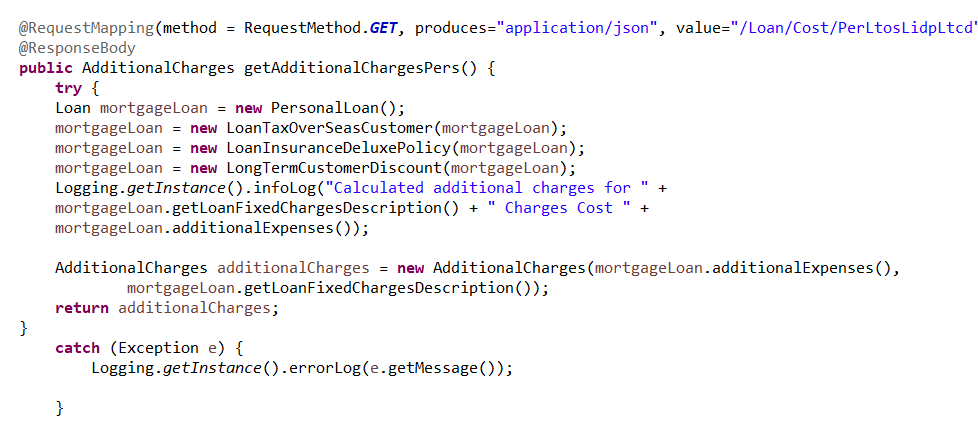 @RequestMapping(method = RequestMethod.GET, produces="application/json", value="/Loan/Cost/PerLtosLidpLtcd"
@ResponseBody
public AdditionalCharges getAdditionalChargesPers() {
    try {
    Loan mortgageLoan = new PersonalLoan();
    mortgageLoan = new LoanTaxOverSeasCustomer(mortgageLoan);
    mortgageLoan = new LoanInsuranceDeluxePolicy(mortgageLoan);
    mortgageLoan = new LongTermCustomerDiscount(mortgageLoan);
    Logging.getInstance().infoLog("Calculated additional charges for " +
    mortgageLoan.getLoanFixedChargesDescription() + " Charges Cost " +
    mortgageLoan.additionalExpenses());

    AdditionalCharges additionalCharges = new AdditionalCharges(mortgageLoan.additionalExpenses(),
            mortgageLoan.getLoanFixedChargesDescription());
    return additionalCharges;
}
    catch (Exception e) {
        Logging.getInstance().errorLog(e.getMessage());

    }